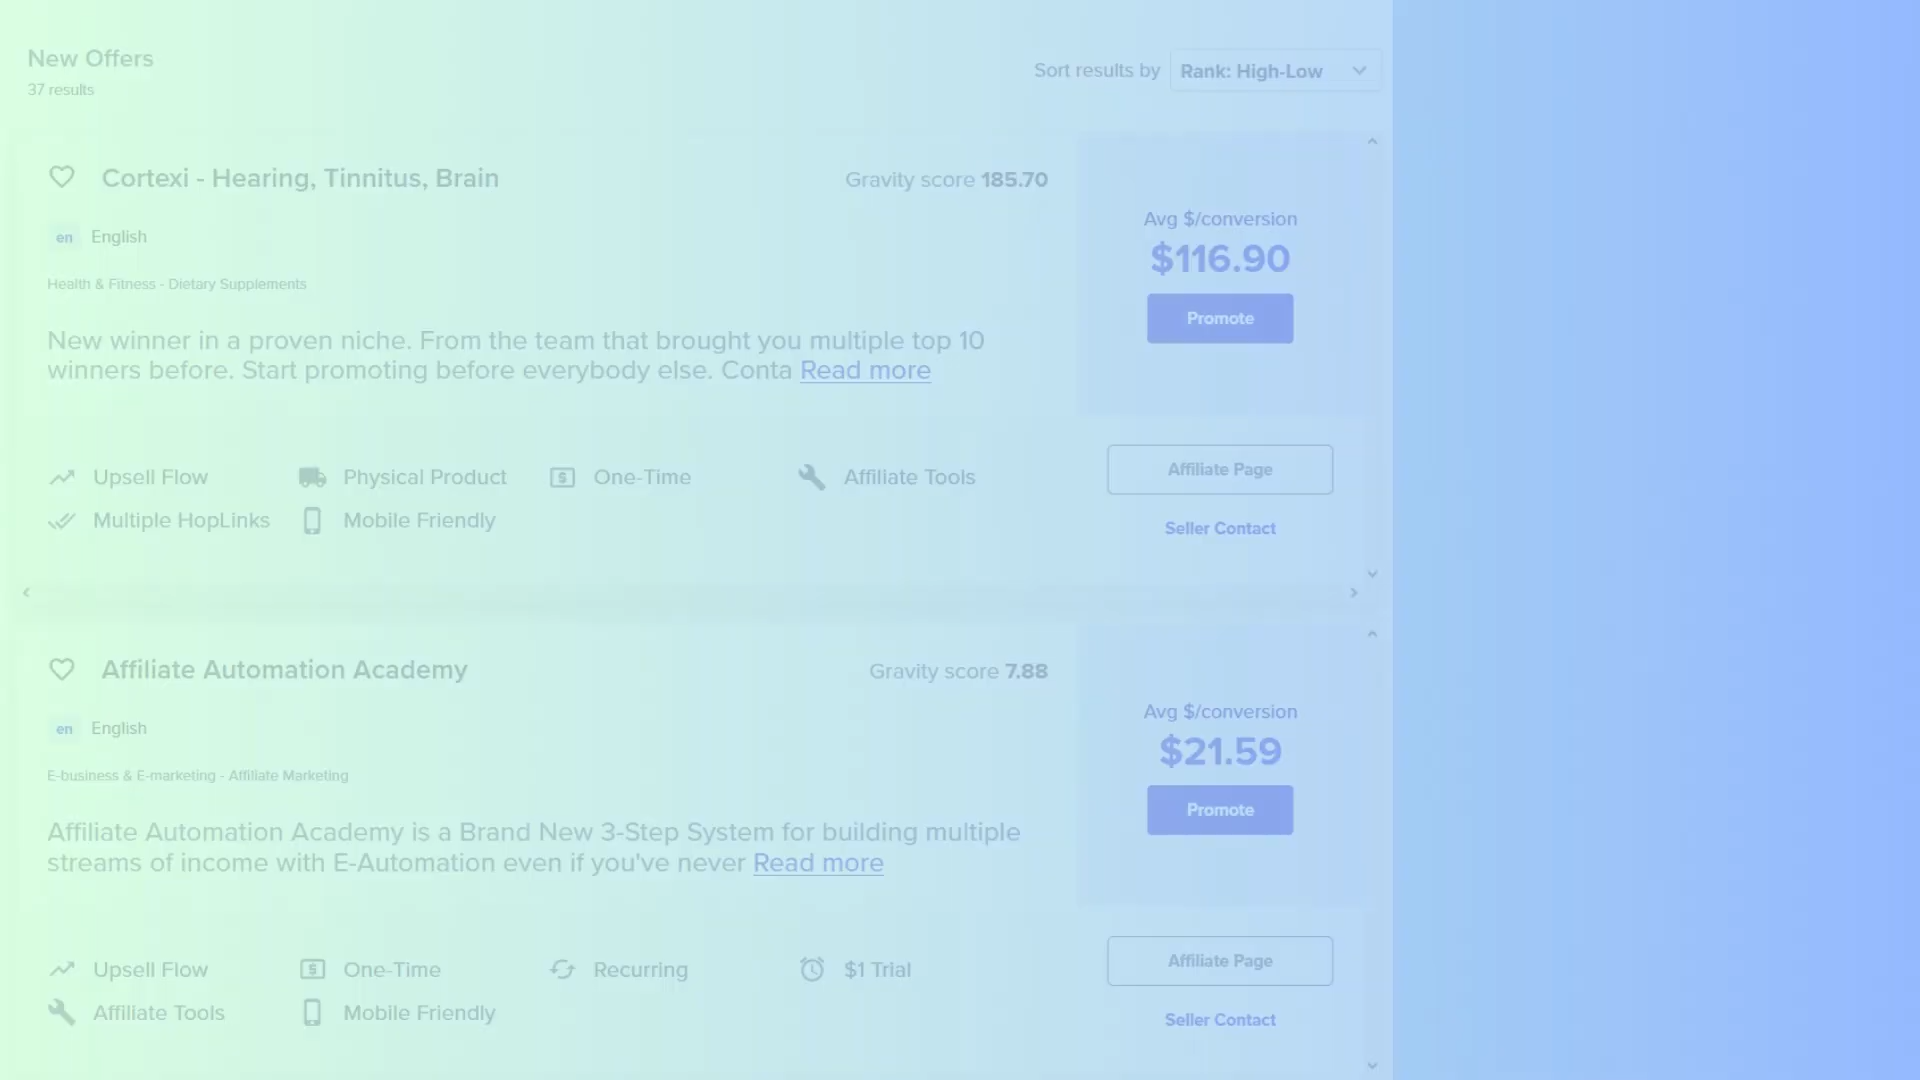 New Offers
37 results
Sort results by Rank: High-Low
Cortexi - Hearing, Tinnitus, Brain
Gravity score 185.70
en English
Health & Fitness - Dietary Supplements
New winner in a proven niche. From the team that brought you multiple top 10
winners before. Start promoting before everybody else. Conta Read more
Upsell Flow
Physical Product
One-Time
Affiliate Tools
Multiple HopLinks
Mobile Friendly
Avg $/conversion
$116.90
Promote
Affiliate Page
Seller Contact
Affiliate Automation Academy
Gravity score 7.88
en English
E-business & E-marketing - Affiliate Marketing
Affiliate Automation Academy is a Brand New 3-Step System for building multiple
streams of income with E-Automation even if you've never Read more
Upsell Flow
One-Time
Recurring
$1 Trial
Affiliate Tools
Mobile Friendly
Avg $/conversion
$21.59
Promote
Affiliate Page
Seller Contact